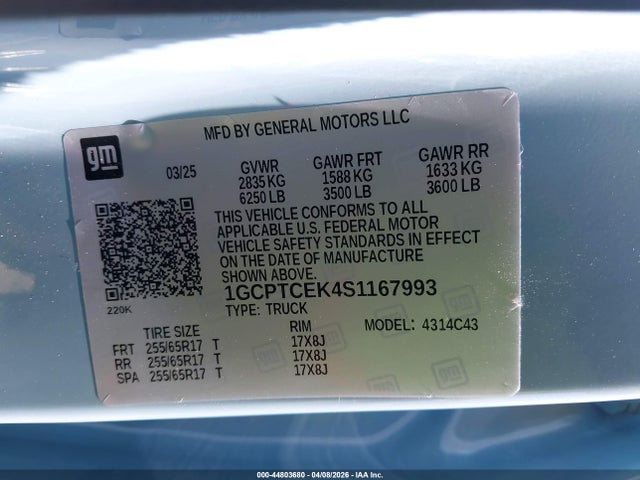 MFD BY GENERAL MOTORS LLC
gm
03/25
GVWR
2835 KG
6250 LB
GAWR FRT
1588 KG
3500 LB
GAWR RR
1633 KG
3600 LB
THIS VEHICLE CONFORMS TO ALL
APPLICABLE U.S. FEDERAL MOTOR
VEHICLE SAFETY STANDARDS IN EFFECT
ON THE DATE OF MANUFACTURE
SHOWN ABOVE.
220K
1GCPTCEK4S1167993
TYPE: TRUCK
TIRE SIZE RIM MODEL: 4314C43
FRT 255/65R17 T 17X8J
RR 255/65R17 T 17X8J
SPA 255/65R17 T 17X8J
000-44803680 - 04/08/2026 - IAA Inc.